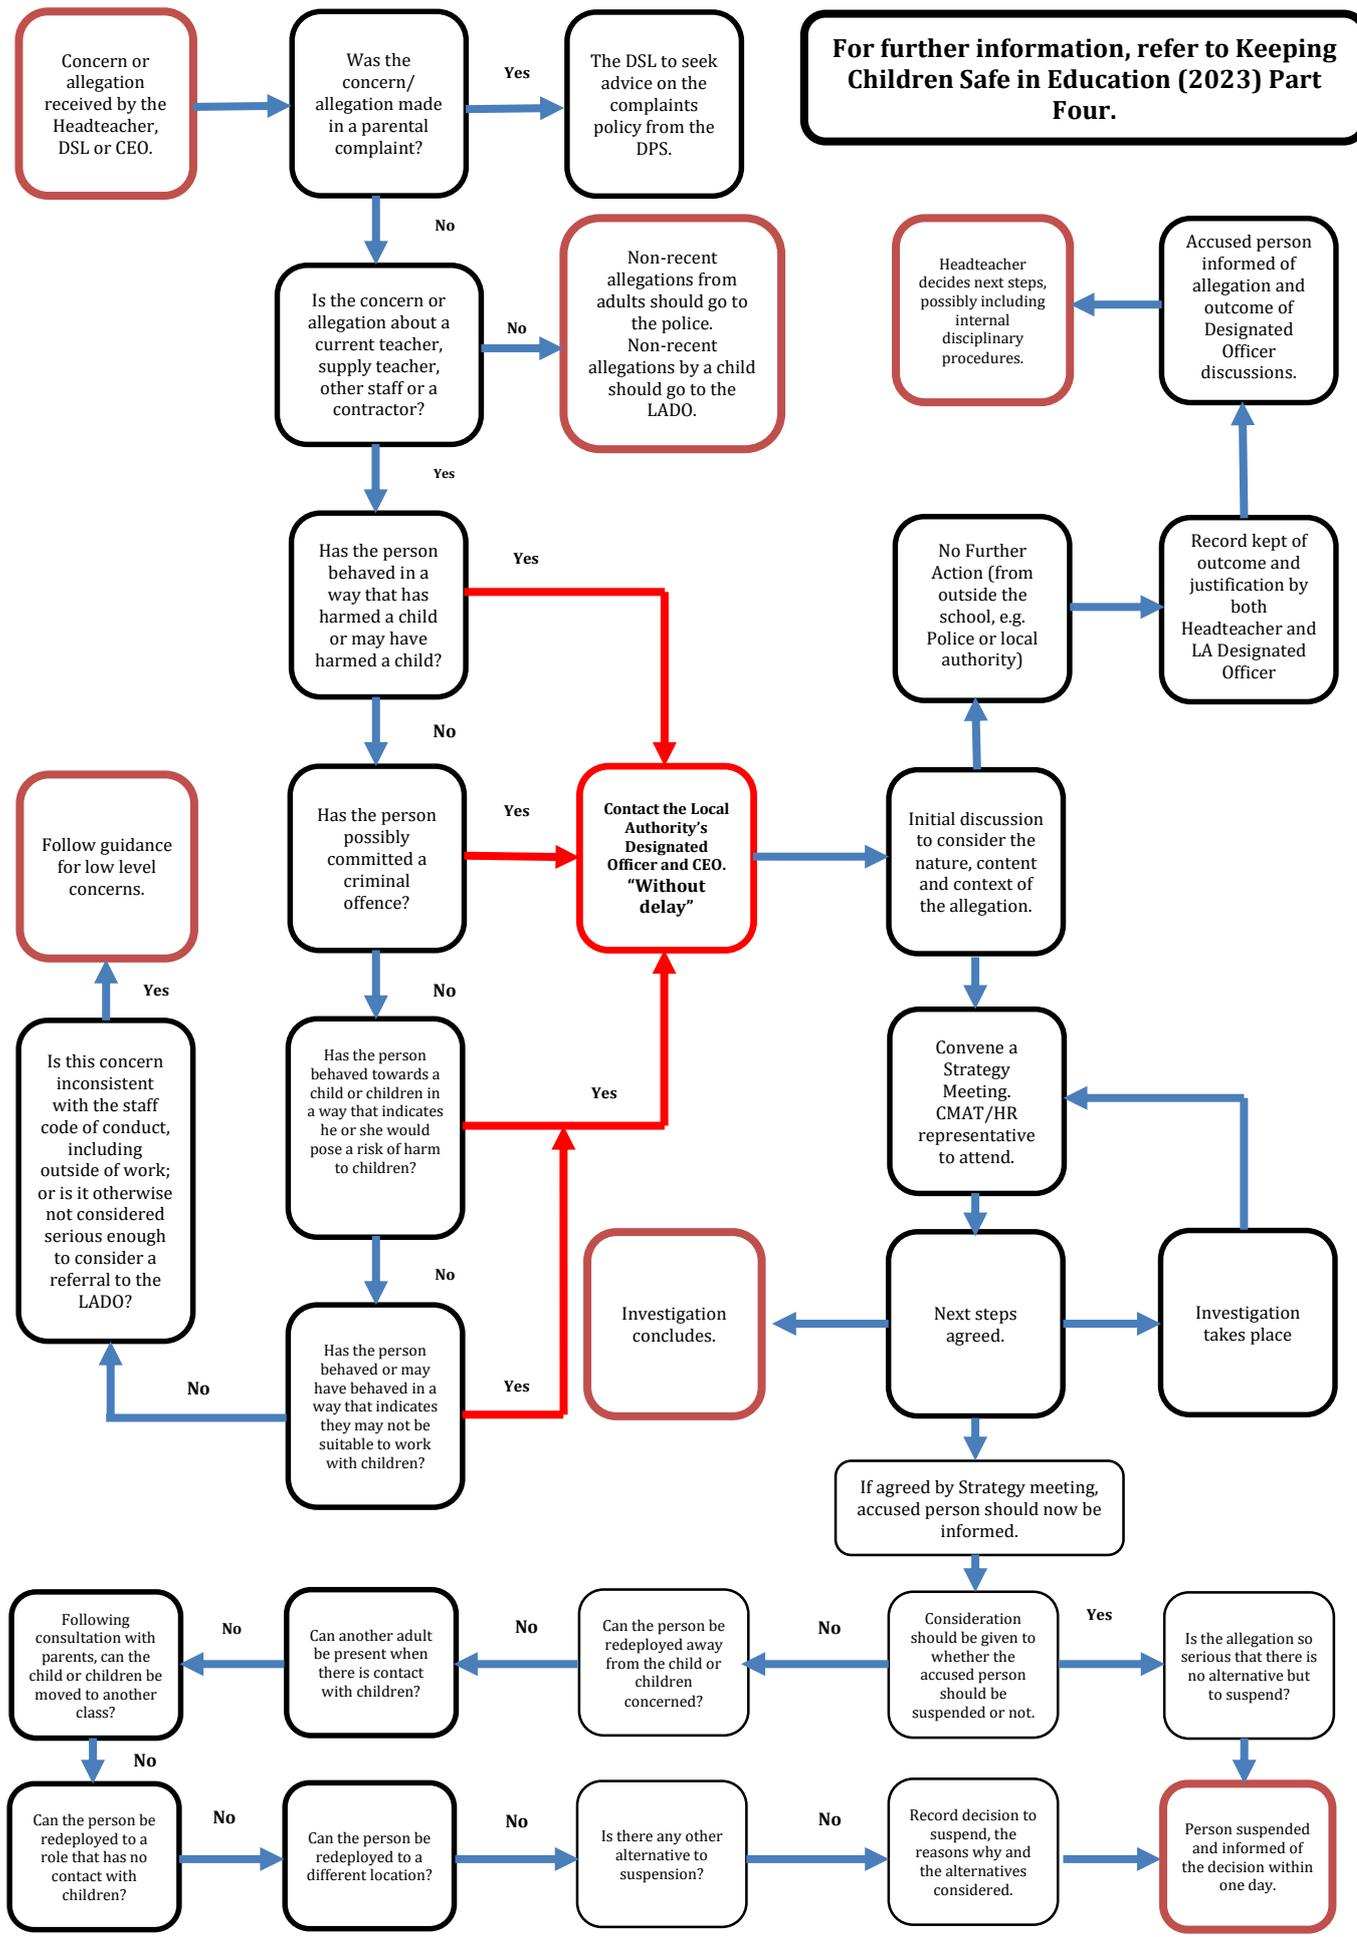 Concern or
allegation
received by the
Headteacher,
DSL or CEO.
Was the
concern/
allegation made
in a parental
complaint?
Yes
The DSL to seek
advice on the
complaints
policy from the
DPS.
For further information, refer to Keeping
Children Safe in Education (2023) Part
Four.
No
Is the concern or
allegation about a
current teacher,
supply teacher,
other staff or a
contractor?
No
Non-recent
allegations from
adults should go to
the police.
Non-recent
allegations by a child
should go to the
LADO.
Headteacher
decides next steps,
possibly including
internal
disciplinary
procedures.
Accused person
informed of
allegation and
outcome of
Designated
Officer
discussions.
Yes
Has the person
behaved in a
way that has
harmed a child
or may have
harmed a child?
Yes
No Further
Action (from
outside the
school, e.g.
Police or local
authority)
Record kept of
outcome and
justification by
both
Headteacher and
LA Designated
Officer
No
Follow guidance
for low level
concerns.
Has the person
possibly
committed a
criminal
offence?
Yes
Contact the Local
Authority’s
Designated
Officer and CEO.
“Without
delay”
Initial discussion
to consider the
nature, content
and context of
the allegation.
Yes
No
Is this concern
inconsistent
with the staff
code of conduct,
including
outside of work;
or is it otherwise
not considered
serious enough
to consider a
referral to the
LADO?
Has the person
behaved towards a
child or children in
a way that indicates
he or she would
pose a risk of harm
to children?
Yes
Convene a
Strategy
Meeting.
CMAT/HR
representative
to attend.
No
Investigation
concludes.
Next steps
agreed.
Investigation
takes place
No
Has the person
behaved or may
have behaved in a
way that indicates
they may not be
suitable to work
with children?
Yes
If agreed by Strategy meeting,
accused person should now be
informed.
Following
consultation with
parents, can the
child or children be
moved to another
class?
No
Can another adult
be present when
there is contact
with children?
No
Can the person be
redeployed away
from the child or
children
concerned?
No
Consideration
should be given to
whether the
accused person
should be
suspended or not.
Yes
Is the allegation so
serious that there is
no alternative but
to suspend?
No
Can the person be
redeployed to a
role that has no
contact with
children?
No
Can the person be
redeployed to a
different location?
No
Is there any other
alternative to
suspension?
No
Record decision to
suspend, the
reasons why and
the alternatives
considered.
Person suspended
and informed of
the decision within
one day.